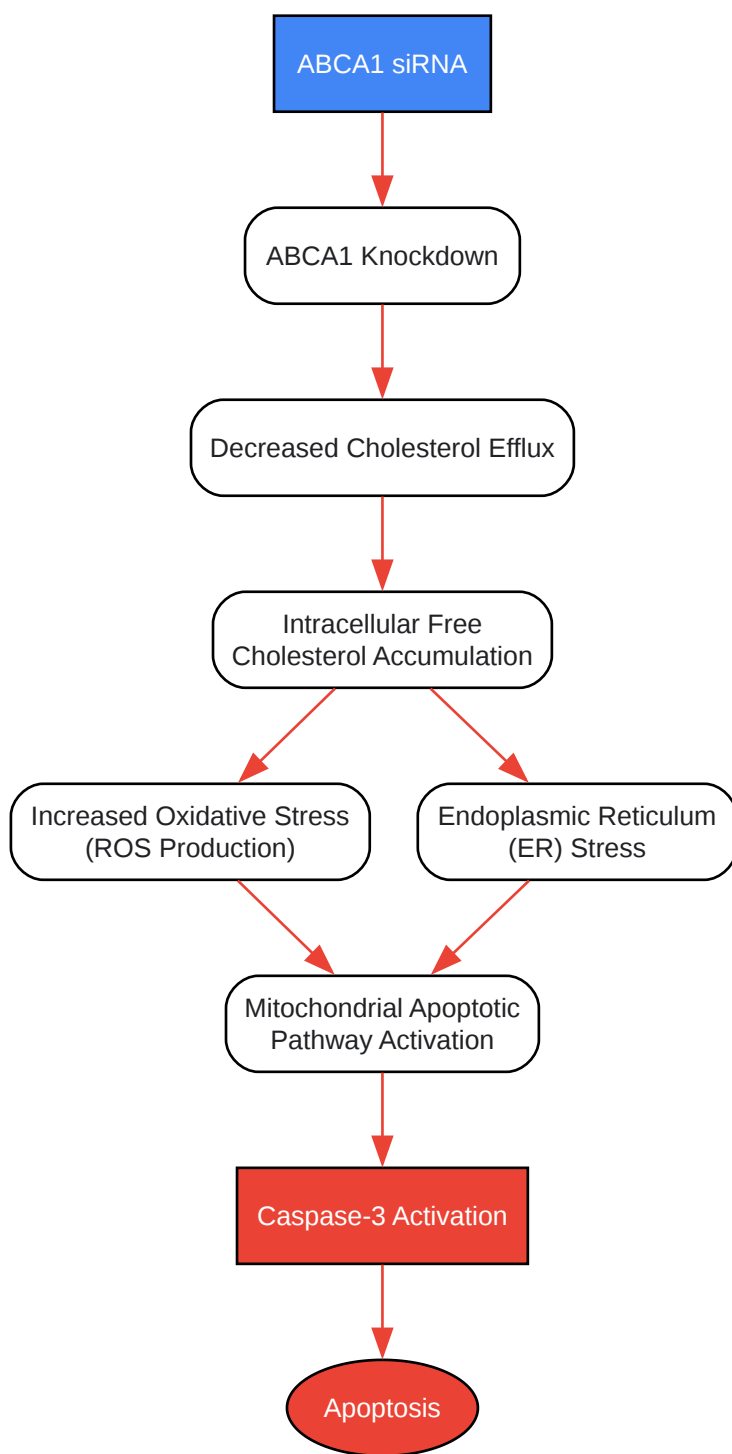 ABCA1 siRNA
ABCA1 Knockdown
Decreased Cholesterol Efflux
Intracellular Free
Cholesterol Accumulation
Increased Oxidative Stress
(ROS Production)
Endoplasmic Reticulum
(ER) Stress
Mitochondrial Apoptotic
Pathway Activation
Caspase-3 Activation
Apoptosis